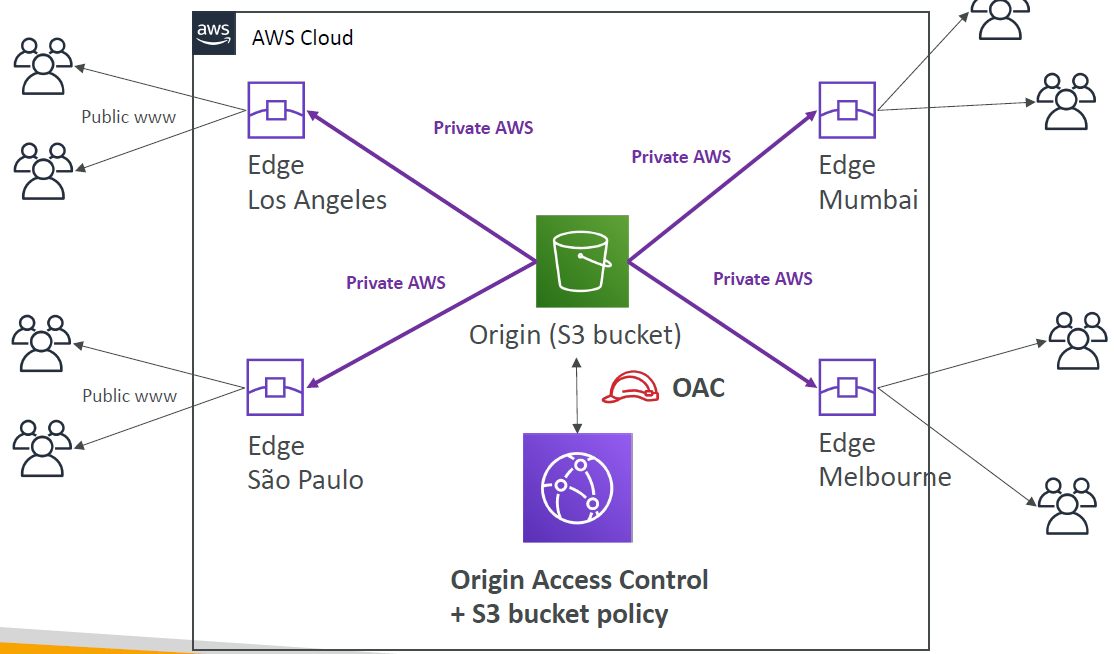 aws
AWS Cloud
Public www
Private AWS
Private AWS
Edge
Los Angeles
Edge
Mumbai
Private AWS
Private AWS
Origin (S3 bucket)
OAC
Public www
Edge
São Paulo
Edge
Melbourne
Origin Access Control
+ S3 bucket policy